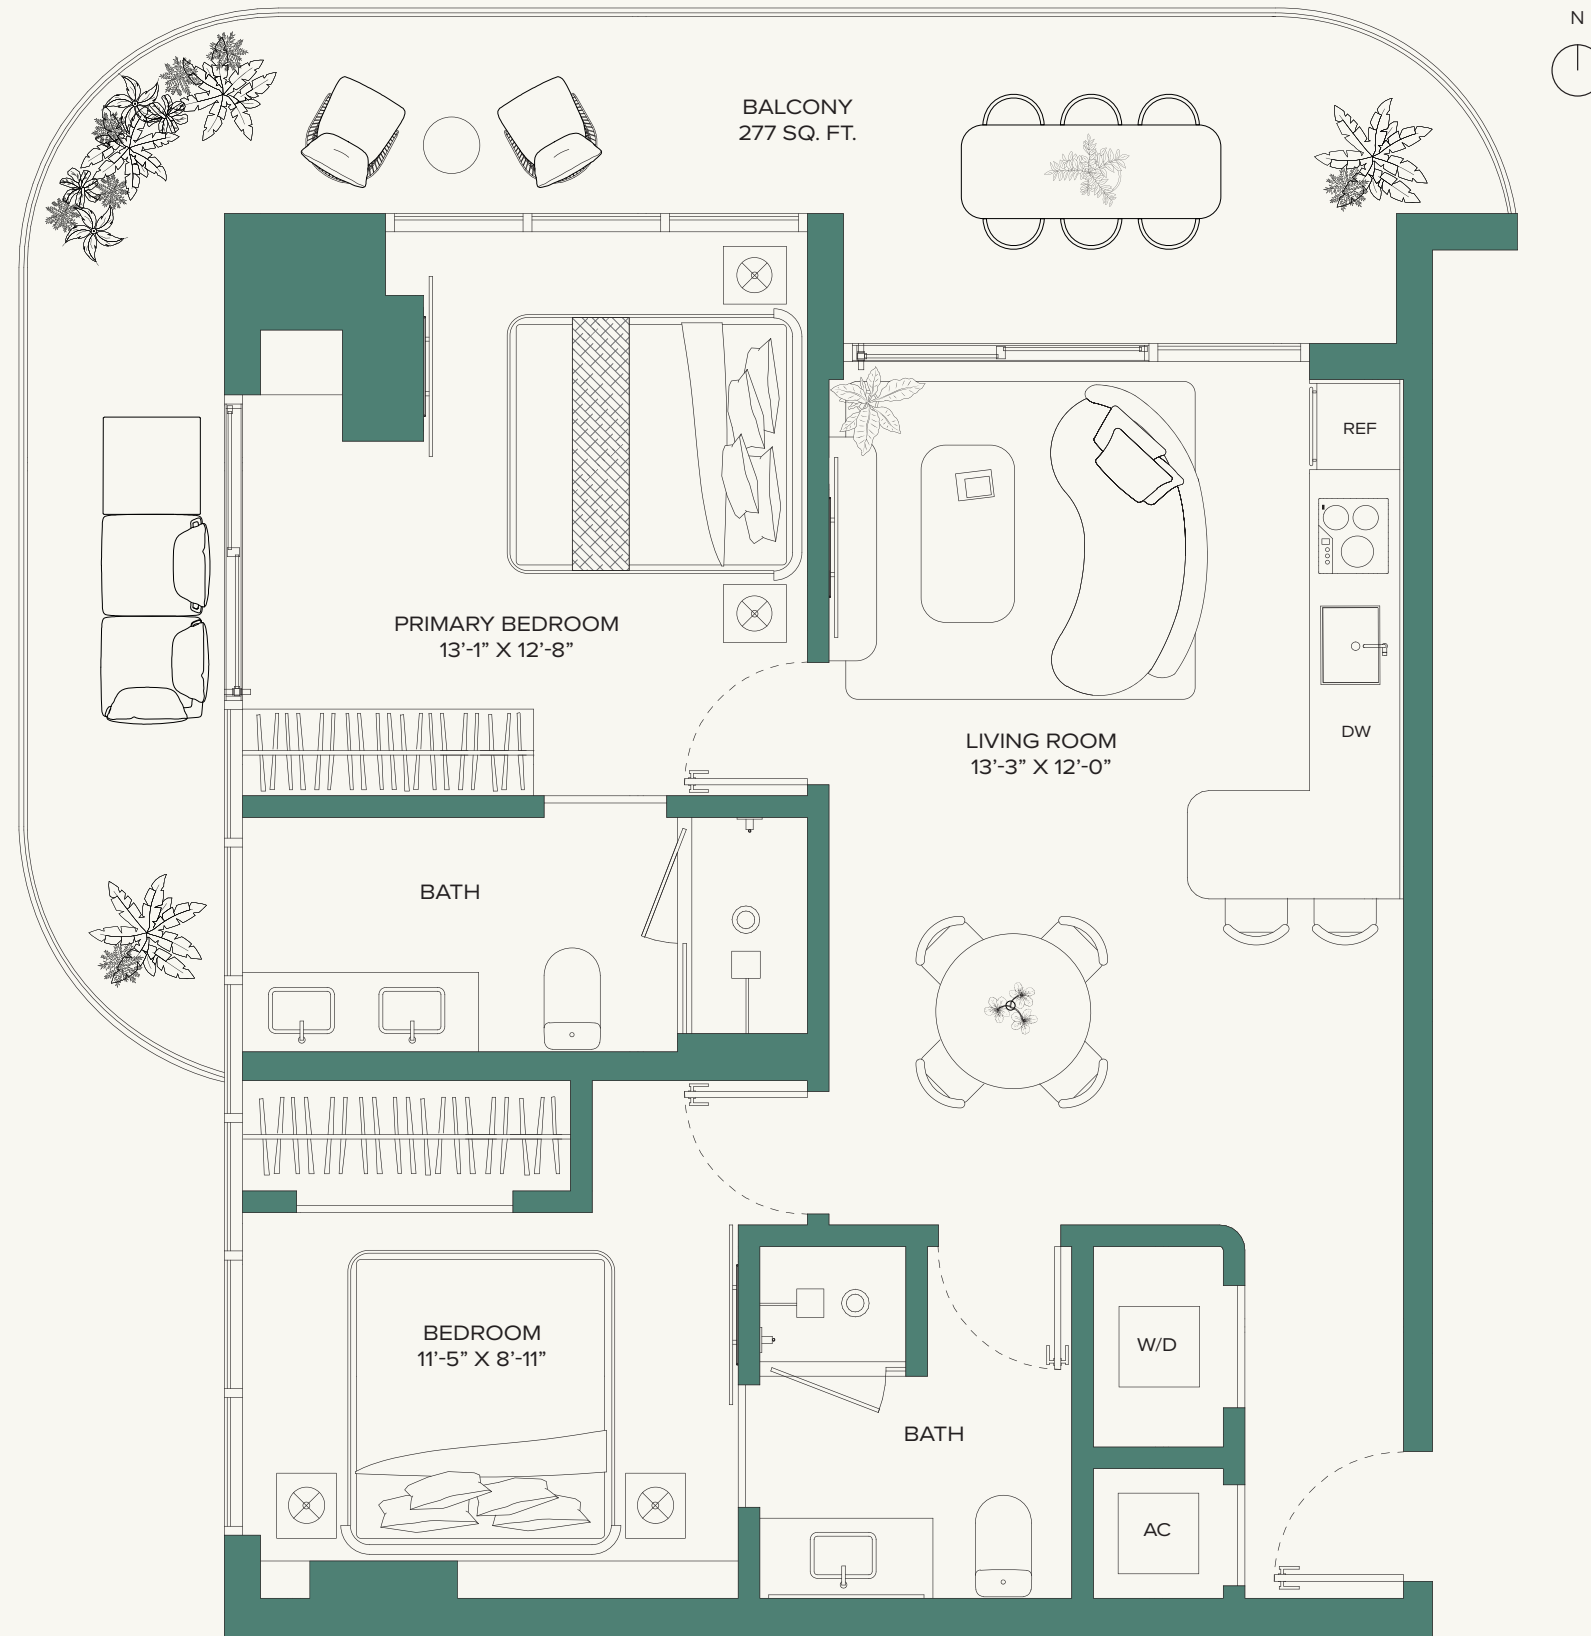 N
BALCONY
277 SQ. FT.
REF
PRIMARY BEDROOM
13’-1” X 12’-8”
DW
LIVING ROOM
13’-3” X 12’-0”
BATH
BEDROOM
11’-5” X 8’-11”
W/D
BATH
AC